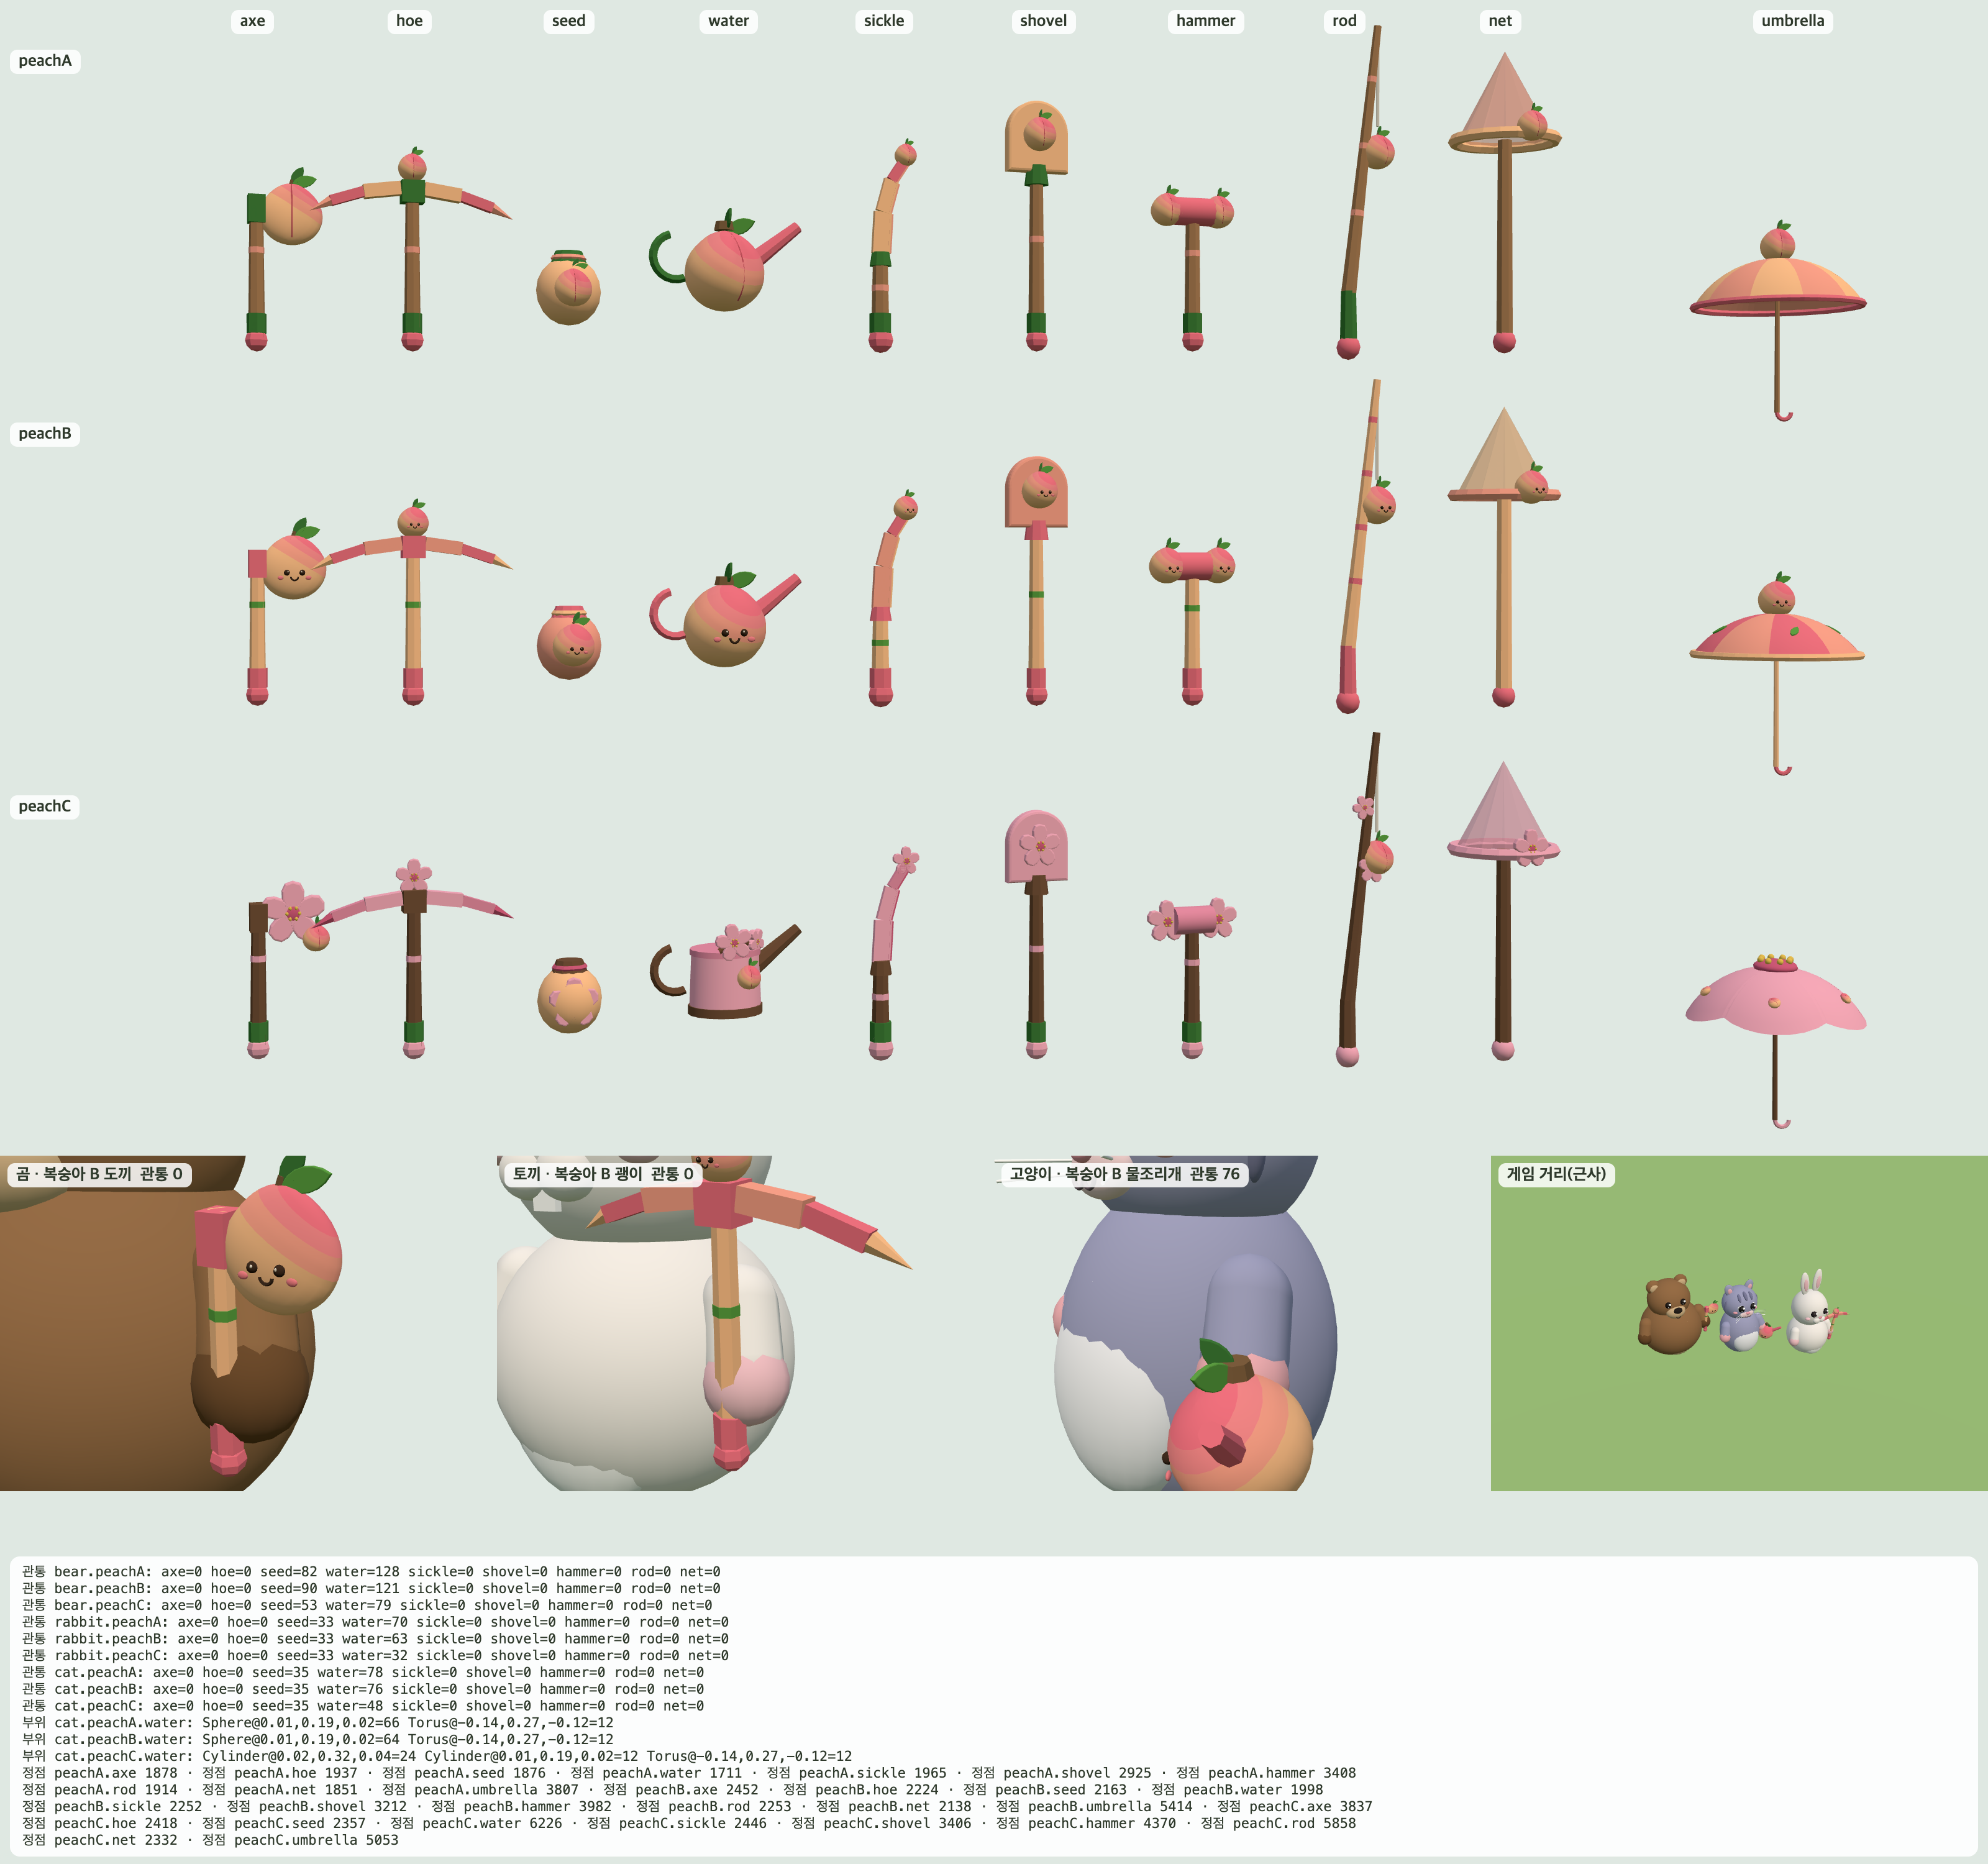 axe hoe seed water sickle shovel hammer rod net umbrella
peachA
peachB
peachC
곰 · 복숭아 B 도끼 관통 0
토끼 · 복숭아 B 괭이 관통 0
고양이 · 복숭아 B 물조리개 관통 76
게임 거리(근사)
관통 bear.peachA: axe=0 hoe=0 seed=82 water=128 sickle=0 shovel=0 hammer=0 rod=0 net=0
관통 bear.peachB: axe=0 hoe=0 seed=90 water=121 sickle=0 shovel=0 hammer=0 rod=0 net=0
관통 bear.peachC: axe=0 hoe=0 seed=53 water=79 sickle=0 shovel=0 hammer=0 rod=0 net=0
관통 rabbit.peachA: axe=0 hoe=0 seed=33 water=70 sickle=0 shovel=0 hammer=0 rod=0 net=0
관통 rabbit.peachB: axe=0 hoe=0 seed=33 water=63 sickle=0 shovel=0 hammer=0 rod=0 net=0
관통 rabbit.peachC: axe=0 hoe=0 seed=33 water=32 sickle=0 shovel=0 hammer=0 rod=0 net=0
관통 cat.peachA: axe=0 hoe=0 seed=35 water=78 sickle=0 shovel=0 hammer=0 rod=0 net=0
관통 cat.peachB: axe=0 hoe=0 seed=35 water=76 sickle=0 shovel=0 hammer=0 rod=0 net=0
관통 cat.peachC: axe=0 hoe=0 seed=35 water=48 sickle=0 shovel=0 hammer=0 rod=0 net=0
부위 cat.peachA.water: Sphere@0.01,0.19,0.02=66 Torus@−0.14,0.27,−0.12=12
부위 cat.peachB.water: Sphere@0.01,0.19,0.02=64 Torus@−0.14,0.27,−0.12=12
부위 cat.peachC.water: Cylinder@0.02,0.32,0.04=24 Cylinder@0.01,0.19,0.02=12 Torus@−0.14,0.27,−0.12=12
정점 peachA.axe 1878 · 정점 peachA.hoe 1937 · 정점 peachA.seed 1876 · 정점 peachA.water 1711 · 정점 peachA.sickle 1965 · 정점 peachA.shovel 2925 · 정점 peachA.hammer 3408
정점 peachA.rod 1914 · 정점 peachA.net 1851 · 정점 peachA.umbrella 3807 · 정점 peachB.axe 2452 · 정점 peachB.hoe 2224 · 정점 peachB.seed 2163 · 정점 peachB.water 1998
정점 peachB.sickle 2252 · 정점 peachB.shovel 3212 · 정점 peachB.hammer 3982 · 정점 peachB.rod 2253 · 정점 peachB.net 2138 · 정점 peachB.umbrella 5414 · 정점 peachC.axe 3837
정점 peachC.hoe 2418 · 정점 peachC.seed 2357 · 정점 peachC.water 6226 · 정점 peachC.sickle 2446 · 정점 peachC.shovel 3406 · 정점 peachC.hammer 4370 · 정점 peachC.rod 5858
정점 peachC.net 2332 · 정점 peachC.umbrella 5053